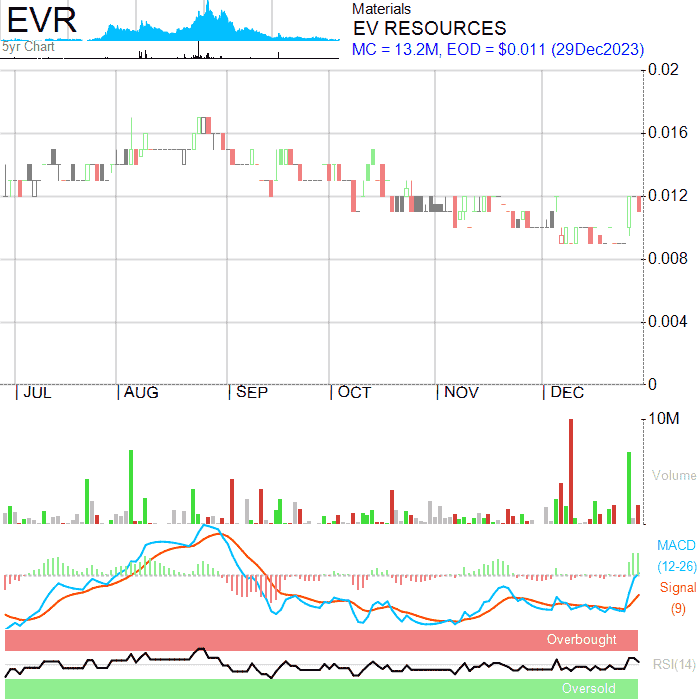 EVR
5yr Chart
Materials
EV RESOURCES
MC = 13.2M, EOD = $0.011 (29Dec2023)
0.02
0.016
0.012
0.008
0.004
0
JUL AUG SEP OCT NOV DEC
10M
Volume
MACD
(12-26)
Signal
(9)
Overbought
RSI(14)
Oversold